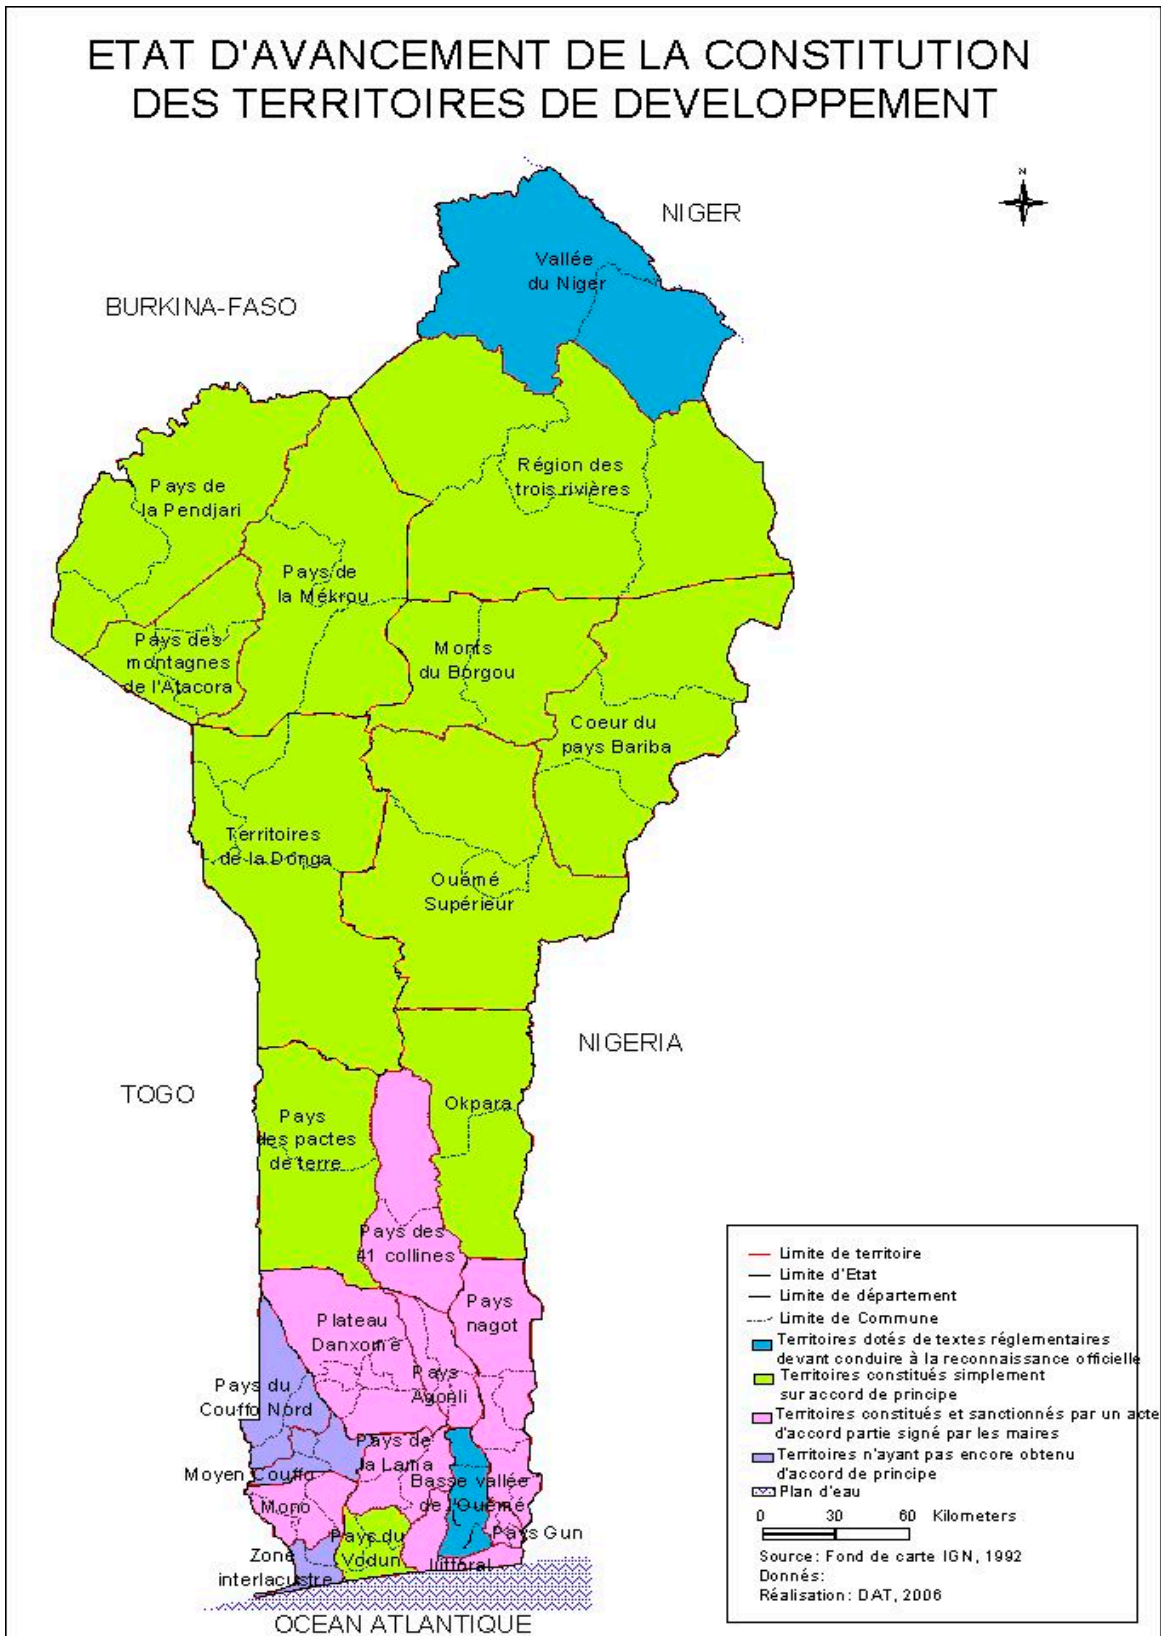 ETAT D'AVANCEMENT DE LA CONSTITUTION
DES TERRITOIRES DE DEVELOPPEMENT
N
NIGER
BURKINA-FASO
Vallée
du Niger
Région des
trois rivières
Pays de
la Pendjari
Pays de
la Mékrou
Pays des
montagnes
de l'Atacora
Monts
du Borgou
Coeur du
pays Bariba
Territoires
de la Donga
Ouémé
Supérieur
NIGERIA
TOGO
Okpara
Pays
des pactes
de terre
Pays des
41 collines
Pays
nagot
Plateau
Danxomè
Pays
Agonli
Pays du
Couffo Nord
Pays de
la Lama
Moyen Couffo
Basse vallée
de l'Ouémé
Mono
Pays du
Vodun
Pays Gun
Zone
interlacustre
littoral
OCEAN ATLANTIQUE
Limite de territoire
Limite d'Etat
Limite de département
Limite de Commune
Territoires dotés de textes réglementaires
devant conduire à la reconnaissance officielle
Territoires constitués simplement
sur accord de principe
Territoires constitués et sanctionnés par un acte
d'accord partie signé par les maires
Territoires n'ayant pas encore obtenu
d'accord de principe
Plan d'eau
0 30 60 Kilometers
Source: Fond de carte IGN, 1992
Donnés:
Réalisation: DAT, 2006